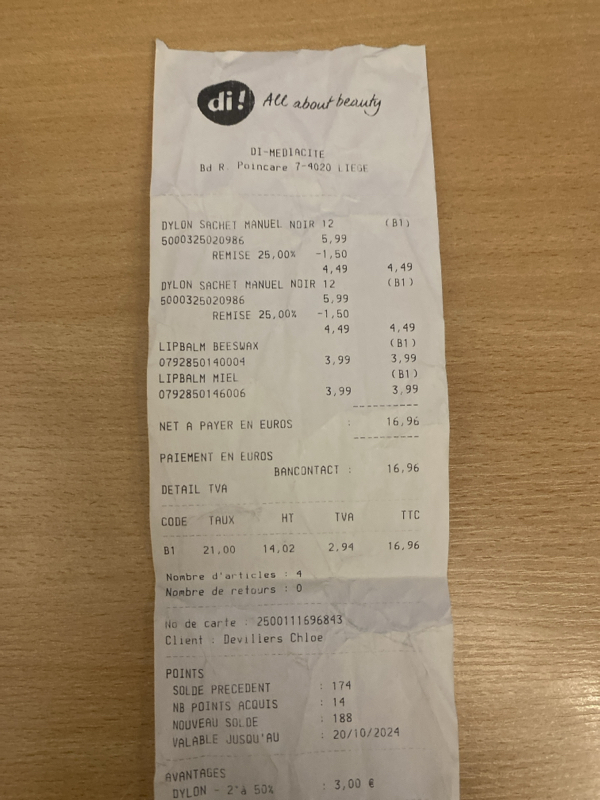 di! All about beauty
DI-MEDIACITE
Bd R. Poincare 7-4020 LIEGE
DYLON SACHET MANUEL NOIR 12 (B1)
5000325020986 5,99
REMISE 25,00% -1,50
4,49 4,49
DYLON SACHET MANUEL NOIR 12 (B1)
5000325020986 5,99
REMISE 25,00% -1,50
4,49 4,49
LIPBALM BEESWAX (B1)
0792850140004 3,99 3,99
LIPBALM MIEL (B1)
0792850146006 3,99 3,99
NET A PAYER EN EUROS : 16,96
PAIEMENT EN EUROS
BANCONTACT : 16,96
DETAIL TVA
CODE TAUX HT TVA TTC
B1 21,00 14,02 2,94 16,96
Nombre d'articles : 4
Nombre de retours : 0
No de carte : 2500111696843
Client : Devillers Chloe
POINTS
SOLDE PRECEDENT : 174
NB POINTS ACQUIS : 14
NOUVEAU SOLDE : 188
VALABLE JUSQU'AU : 20/10/2024
AVANTAGES
DYLON - 2°à 50% : 3,00 €